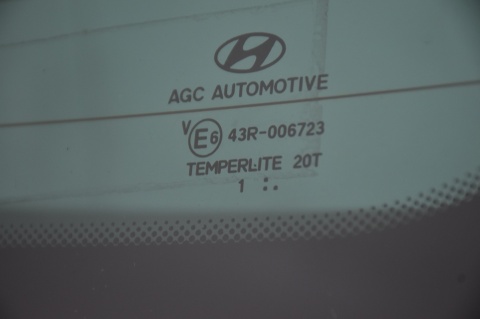 AGC AUTOMOTIVE
V E6 43R-006723
TEMPERLITE 20T
1 :.